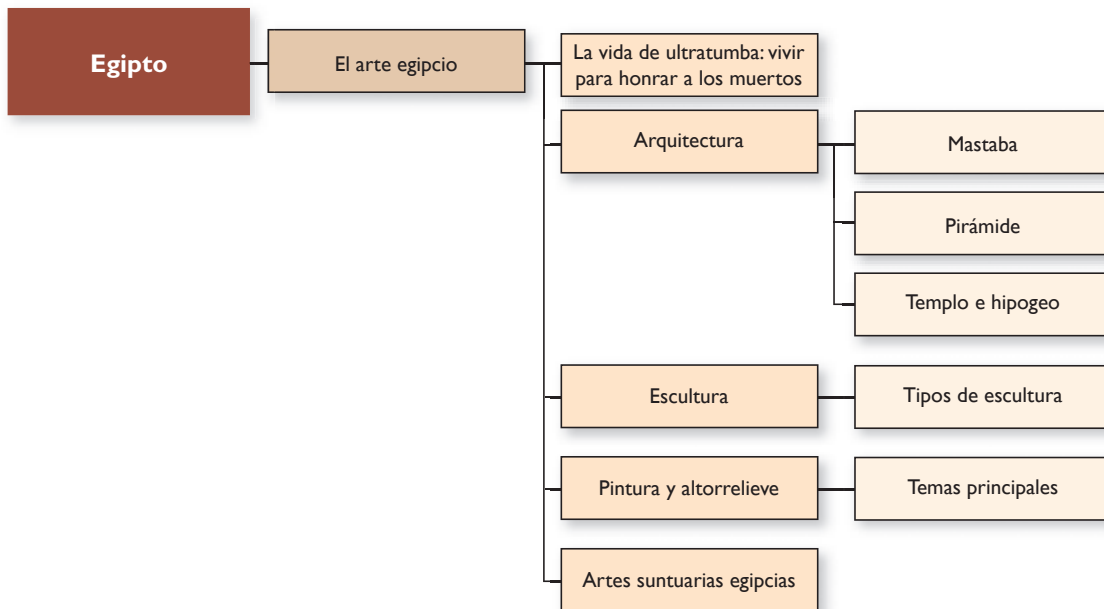 Egipto
El arte egipcio
La vida de ultratumba: vivir
para honrar a los muertos
Arquitectura
Mastaba
Pirámide
Templo e hipogeo
Escultura
Tipos de escultura
Pintura y altorrelieve
Temas principales
Artes suntuarias egipcias